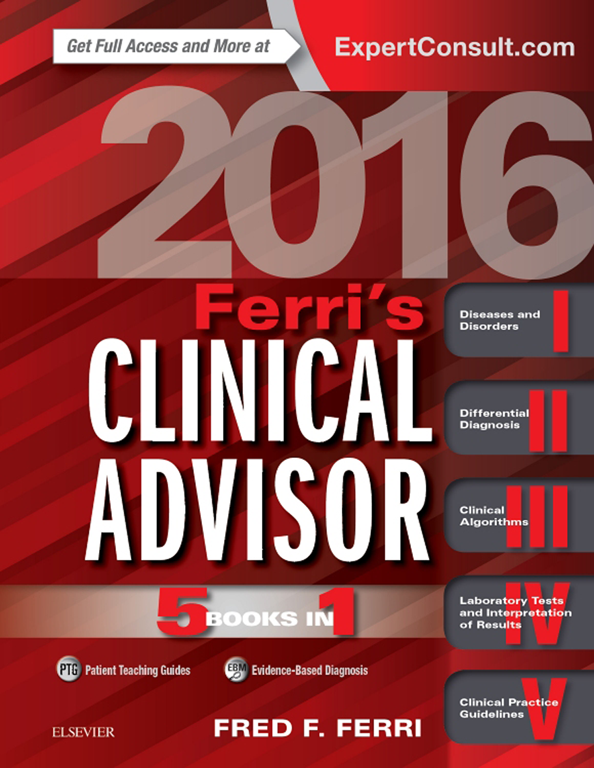 Get Full Access and More at
ExpertConsult.com
2016
Ferri's
CLINICAL
ADVISOR
5 BOOKS IN 1
PTG Patient Teaching Guides
EBM Evidence-Based Diagnosis
ELSEVIER
FRED F. FERRI
Diseases and
Disorders
I
Differential
Diagnosis
II
Clinical
Algorithms
III
Laboratory Tests
and Interpretation
of Results
IV
Clinical Practice
Guidelines
V